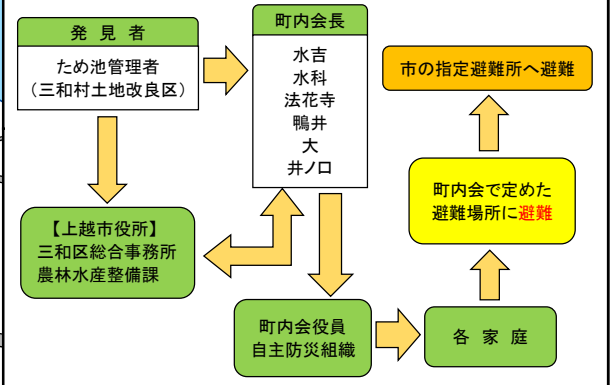 発 見 者
ため池管理者
（三和村土地改良区）
町内会長
水吉
水科
法花寺
鴨井
大
井ノ口
市の指定避難所へ避難
町内会で定めた
避難場所に避難
【上越市役所】
三和区総合事務所
農林水産整備課
町内会役員
自主防災組織
各 家 庭